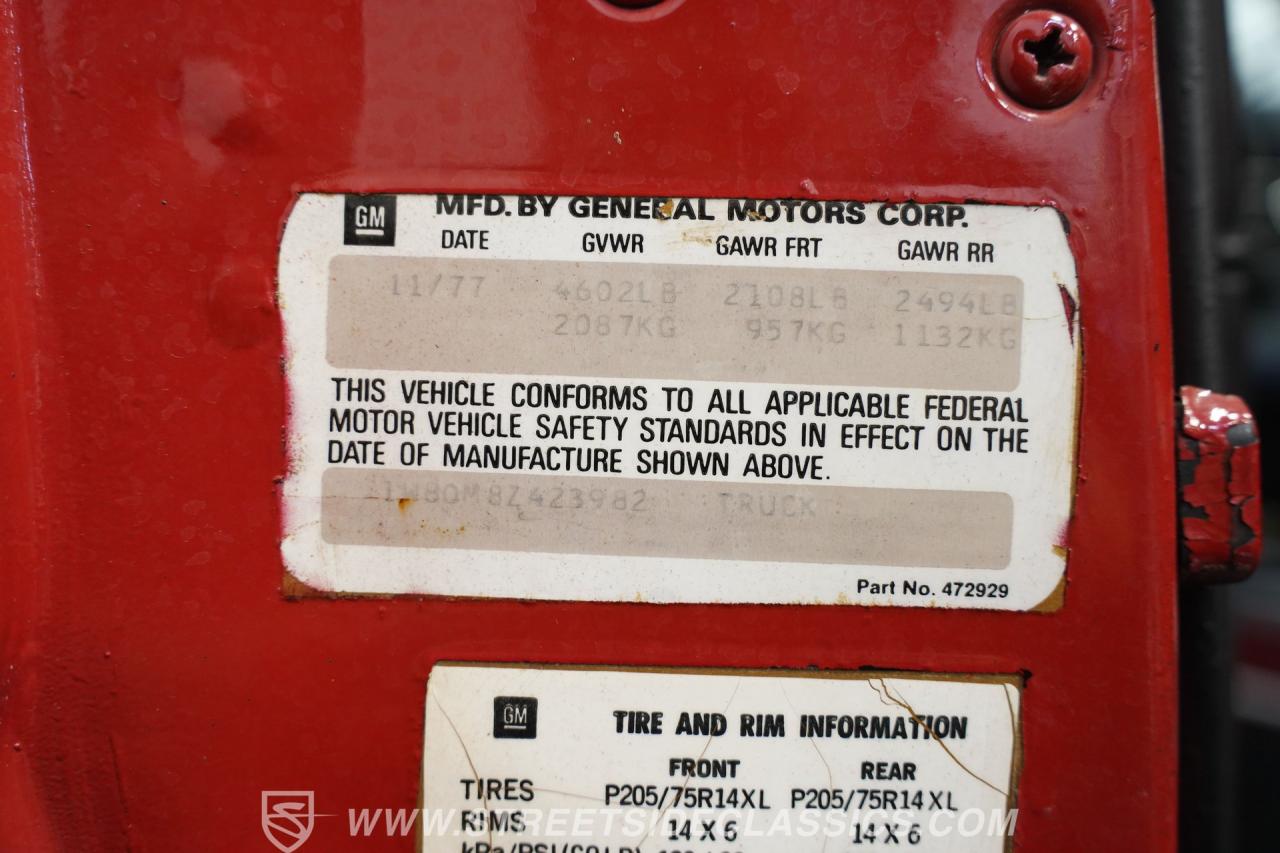 GM MFD. BY GENERAL MOTORS CORP.
DATE GVWR GAWR FRT GAWR RR
11/77 4602LB 2108LB 2494LB
2087KG 957KG 1132KG
THIS VEHICLE CONFORMS TO ALL APPLICABLE FEDERAL
MOTOR VEHICLE SAFETY STANDARDS IN EFFECT ON THE
DATE OF MANUFACTURE SHOWN ABOVE.
1W80M8Z423982 TRUCK
Part No. 472929
GM TIRE AND RIM INFORMATION
FRONT REAR
TIRES P205/75R14XL P205/75R14XL
RIMS 14 X 6 14 X 6
WWW.STREETSIDECLASSICS.COM